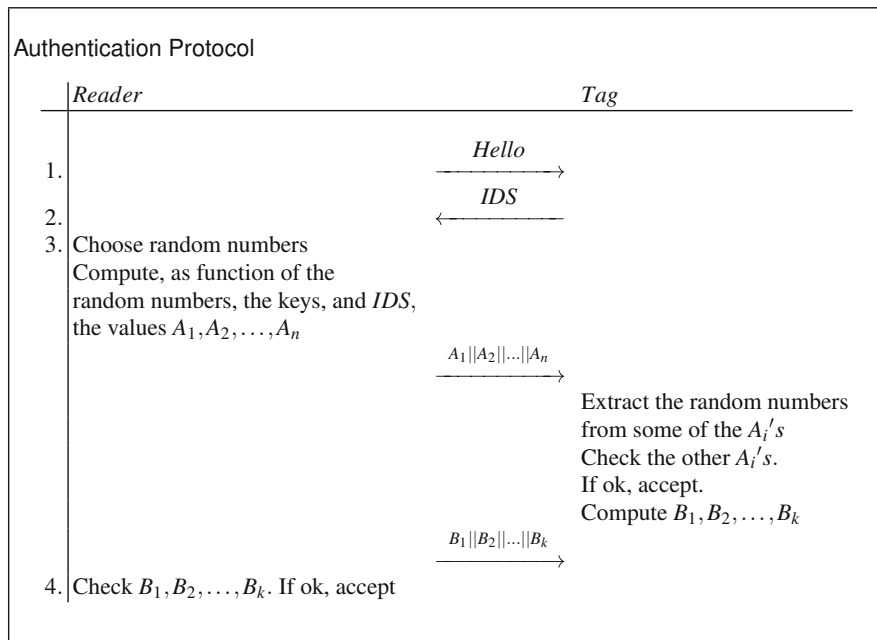 Authentication Protocol
Reader Tag
Hello
1.
IDS
2.
3. Choose random numbers
Compute, as function of the
random numbers, the keys, and IDS,
the values A₁,A₂,...,Aₙ
A₁||A₂||...||Aₙ
Extract the random numbers
from some of the Aᵢ's
Check the other Aᵢ's.
If ok, accept.
Compute B₁,B₂,...,Bₖ
B₁||B₂||...||Bₖ
4. Check B₁,B₂,...,Bₖ. If ok, accept